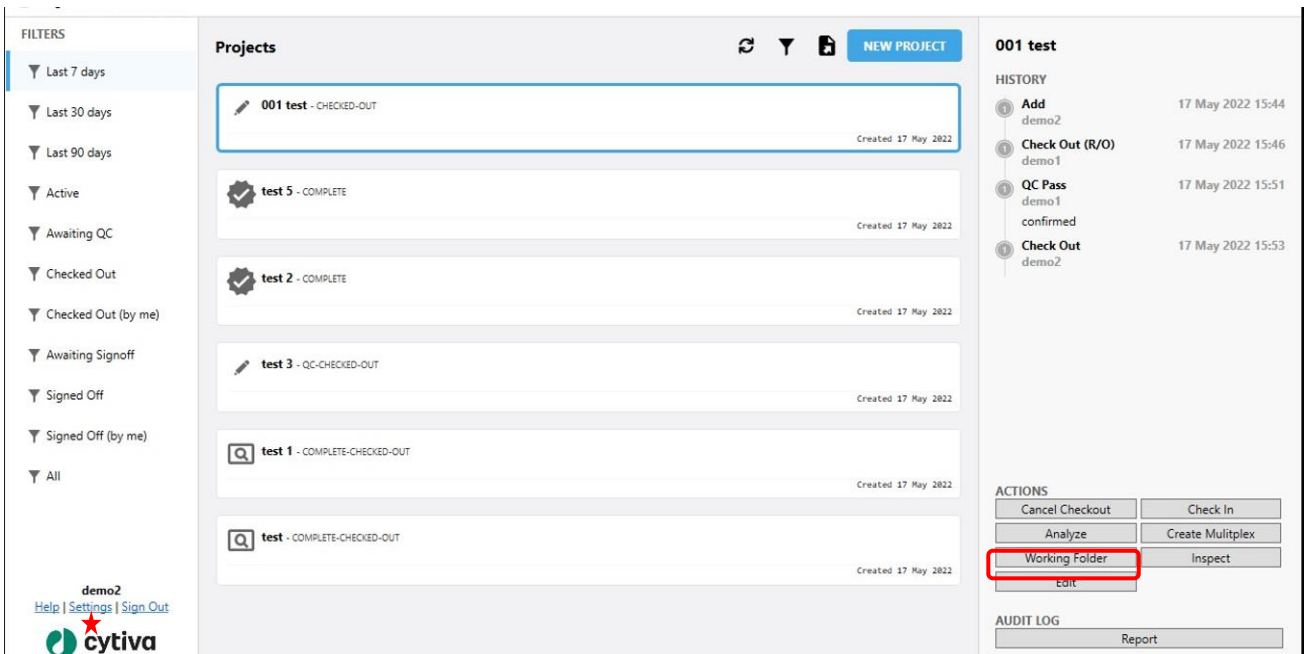 FILTERS
Last 7 days
Last 30 days
Last 90 days
Active
Awaiting QC
Checked Out
Checked Out (by me)
Awaiting Signoff
Signed Off
Signed Off (by me)
All
demo2
Help | Settings | Sign Out
cytiva
Projects
NEW PROJECT
001 test - CHECKED-OUT
Created 17 May 2022
test 5 - COMPLETE
Created 17 May 2022
test 2 - COMPLETE
Created 17 May 2022
test 3 - QC-CHECKED-OUT
Created 17 May 2022
test 1 - COMPLETE-CHECKED-OUT
Created 17 May 2022
test - COMPLETE-CHECKED-OUT
Created 17 May 2022
001 test
HISTORY
1 Add 17 May 2022 15:44
demo2
1 Check Out (R/O) 17 May 2022 15:46
demo1
1 QC Pass 17 May 2022 15:51
demo1
confirmed
1 Check Out 17 May 2022 15:53
demo2
ACTIONS
Cancel Checkout Check In
Analyze Create Mulitplex
Working Folder Inspect
Edit
AUDIT LOG
Report